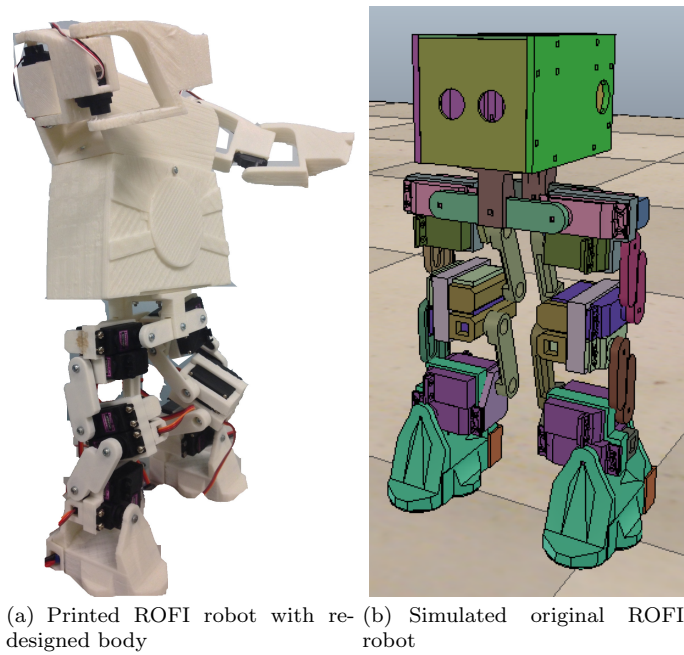 (a) Printed ROFI robot with re-
designed body
(b) Simulated original ROFI
robot